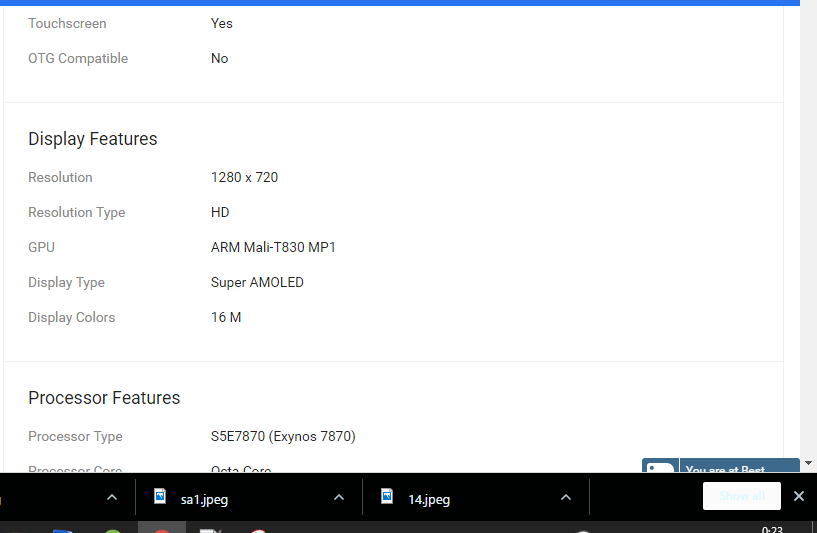 Touchscreen Yes
OTG Compatible No
Display Features
Resolution 1280 x 720
Resolution Type HD
GPU ARM Mali-T830 MP1
Display Type Super AMOLED
Display Colors 16 M
Processor Features
Processor Type S5E7870 (Exynos 7870)
Processor Core Octa Core
You are at Best
sa1.jpeg 14.jpeg Show all
0:23